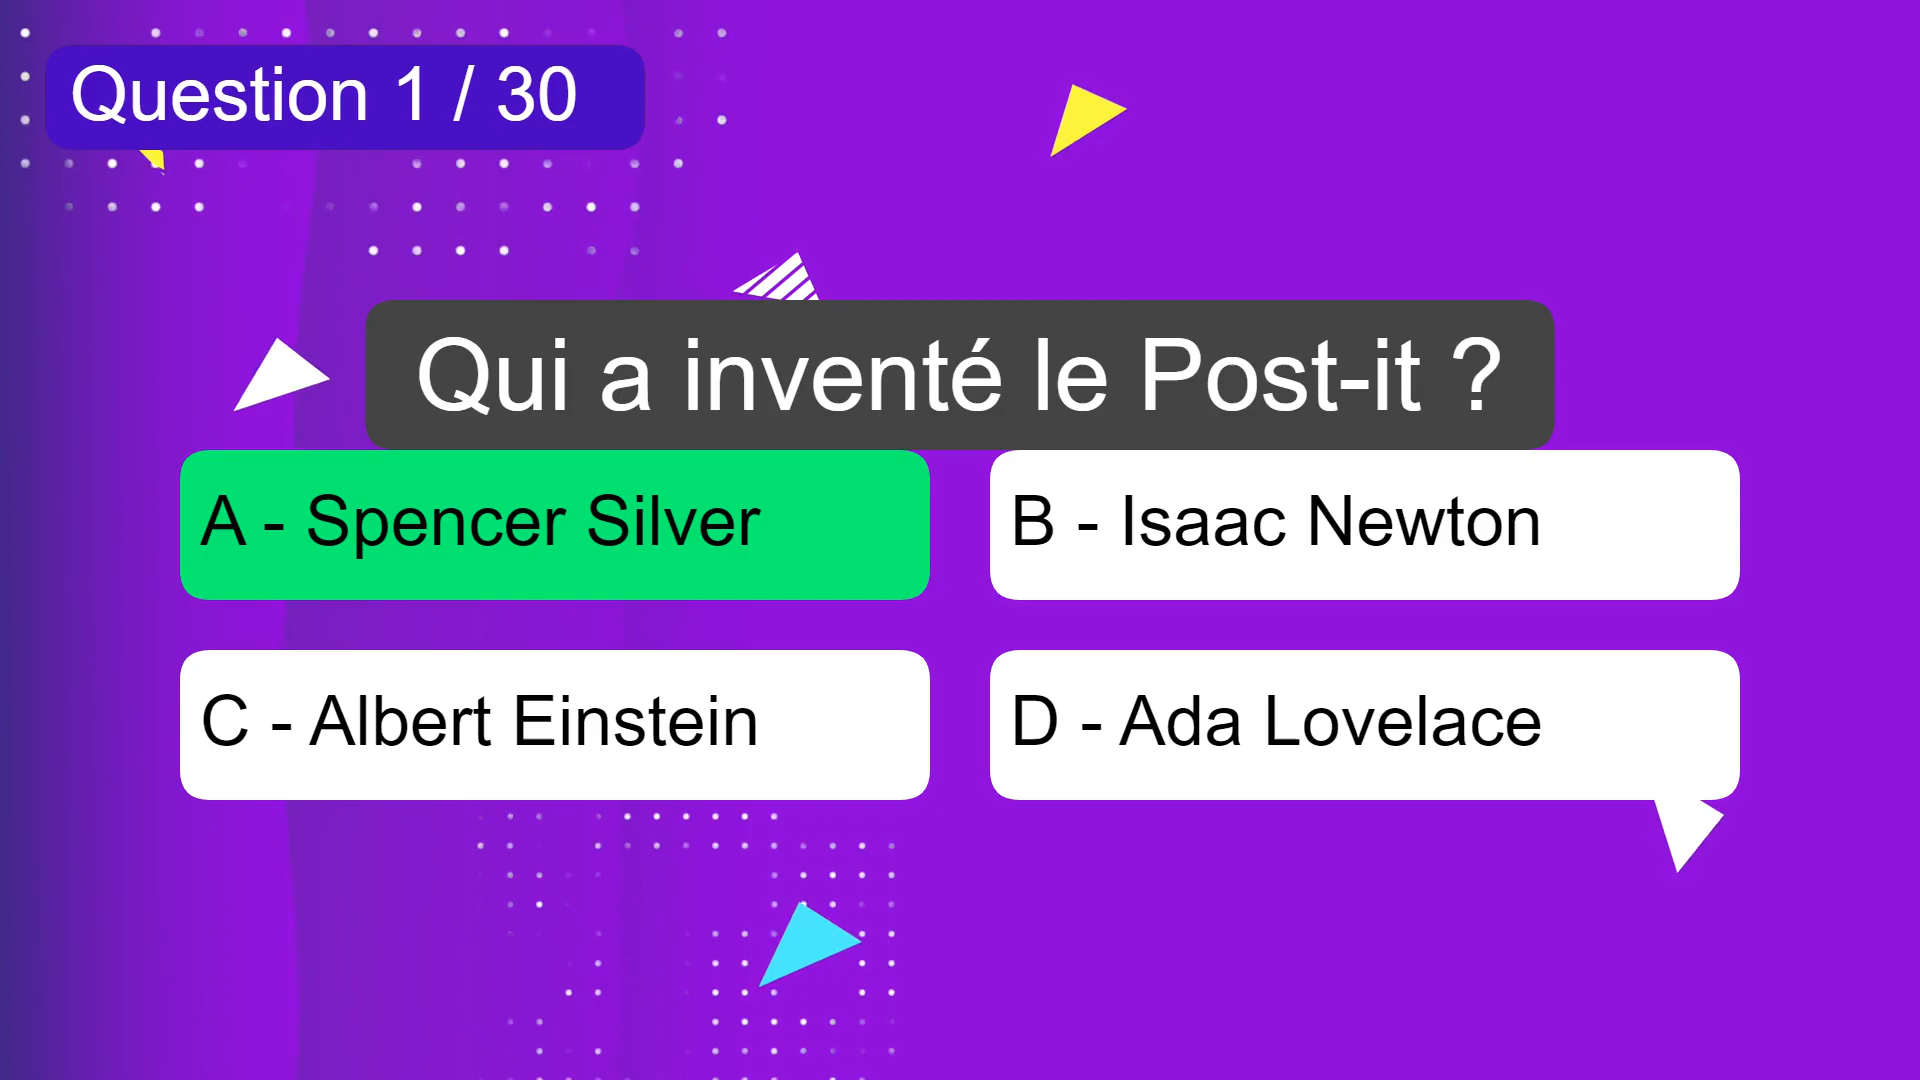 Question 1 / 30
Qui a inventé le Post-it ?
A - Spencer Silver
B - Isaac Newton
C - Albert Einstein
D - Ada Lovelace